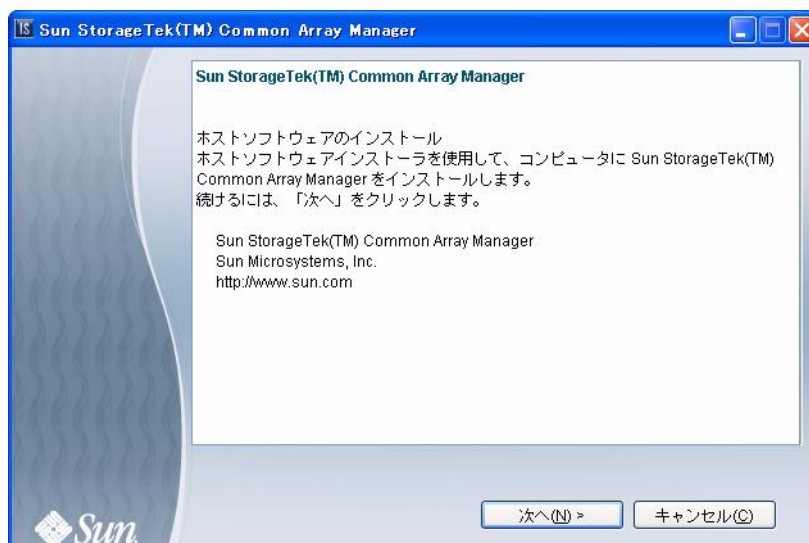 Sun StorageTek(TM) Common Array Manager
Sun StorageTek(TM) Common Array Manager
ホストソフトウェアのインストール
ホストソフトウェアインストーラを使用して、コンピュータに Sun StorageTek(TM)
Common Array Manager をインストールします。
続けるには、「次へ」をクリックします。
Sun StorageTek(TM) Common Array Manager
Sun Microsystems, Inc.
http://www.sun.com
次へ(N) >
キャンセル(C)
Sun